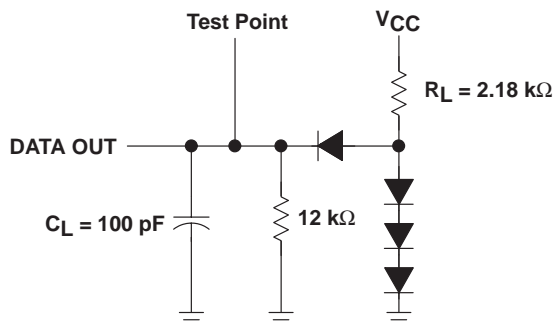 Test Point
VCC
RL = 2.18 kΩ
DATA OUT
CL = 100 pF
12 kΩ